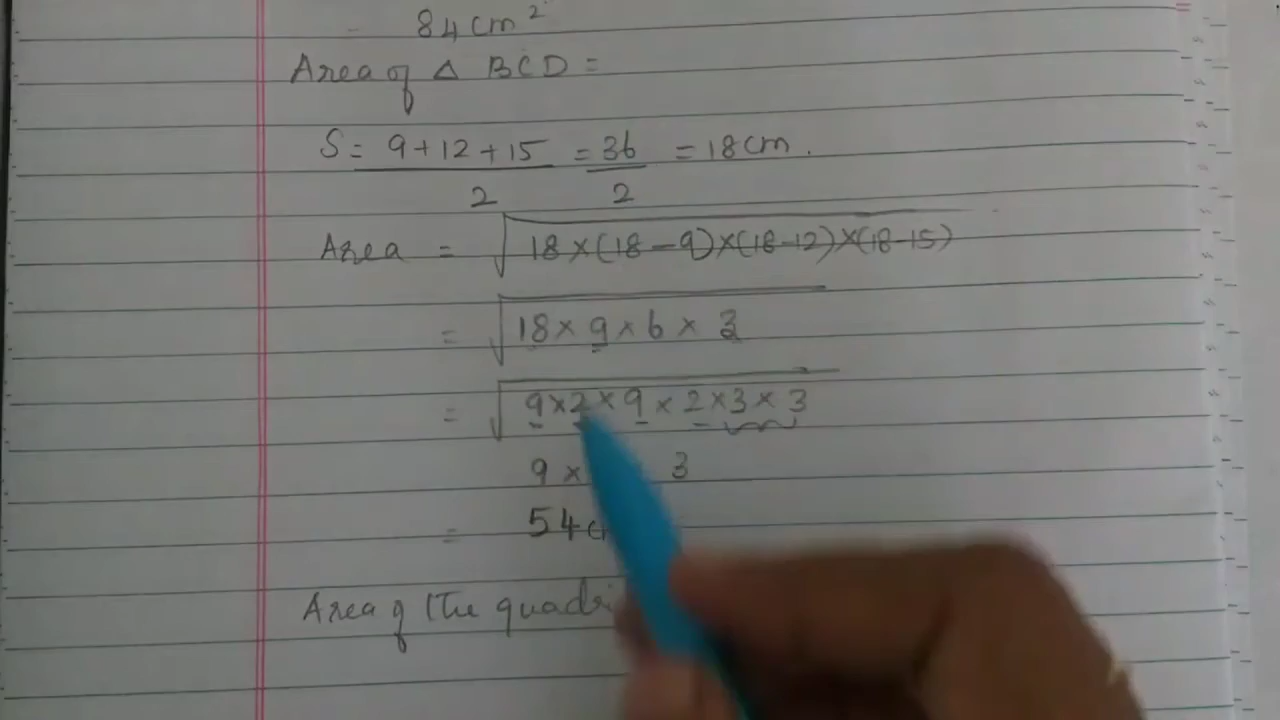 84 cm²
Area of Δ BCD =
S = 9+12+15 = 36 = 18cm.
2 2
Area = √18×(18-9)×(18-12)×(18-15)
= √18 × 9 × 6 × 3
= √9×2×9×2×3×3
9 × 3
= 54
Area of the